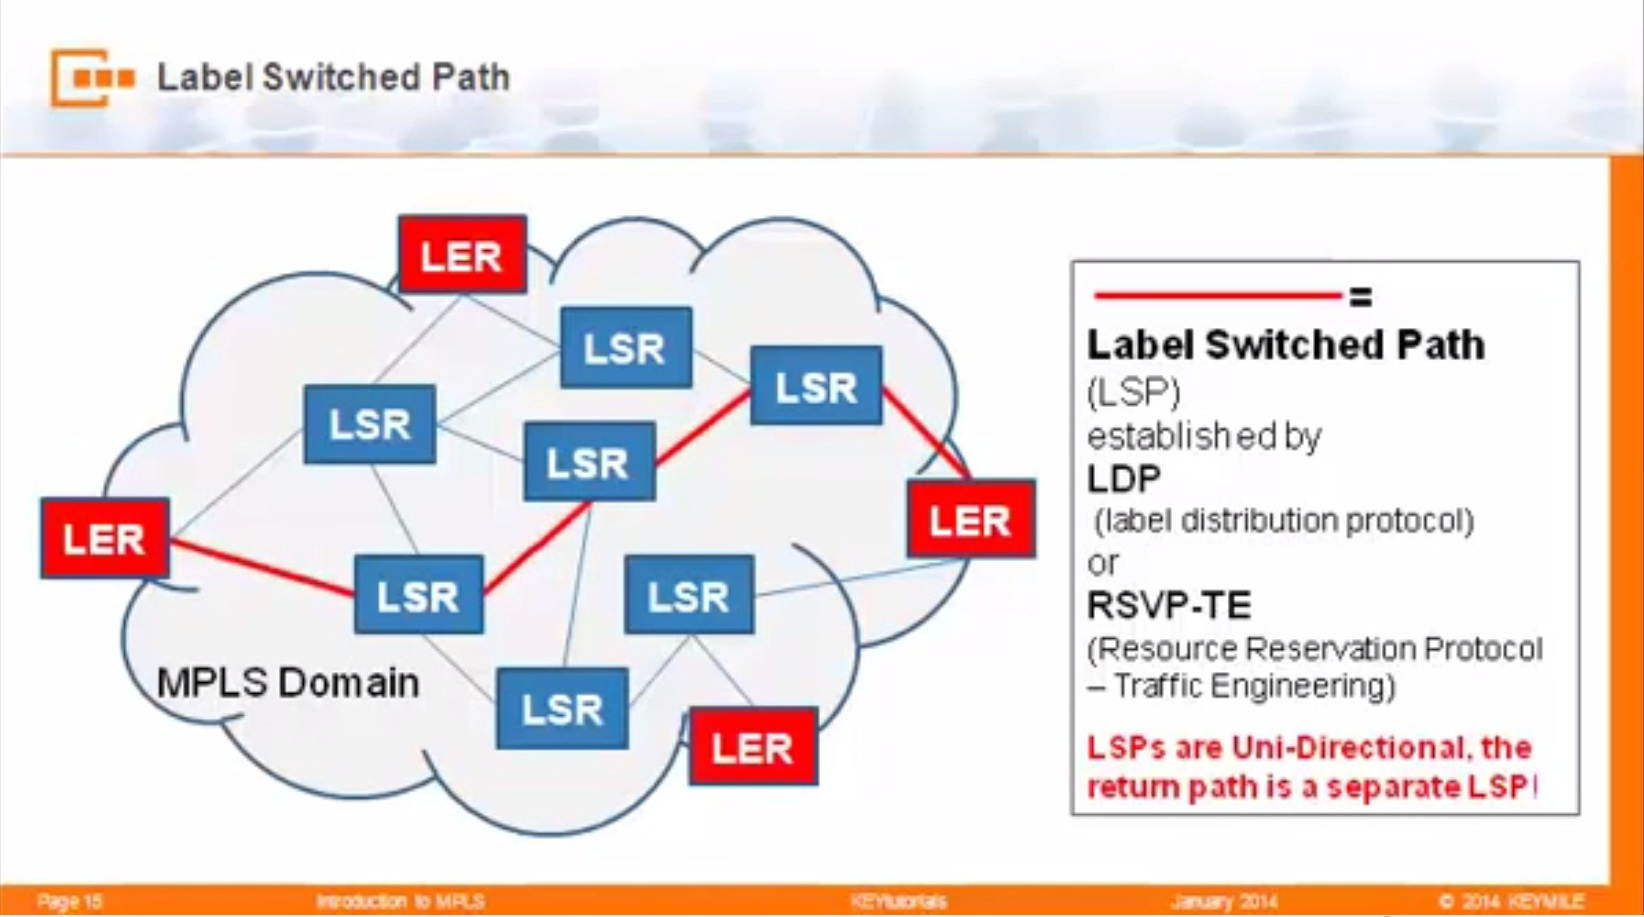 Label Switched Path
LER
LSR
LSR
LSR
LSR
LER
LER
LSR
LSR
MPLS Domain
LSR
LER
=
Label Switched Path
(LSP)
established by
LDP
(label distribution protocol)
or
RSVP-TE
(Resource Reservation Protocol
– Traffic Engineering)
LSPs are Uni-Directional, the
return path is a separate LSP!
Page 15 Introduction to MPLS KEYtutorials January 2014 © 2014 KEYMILE